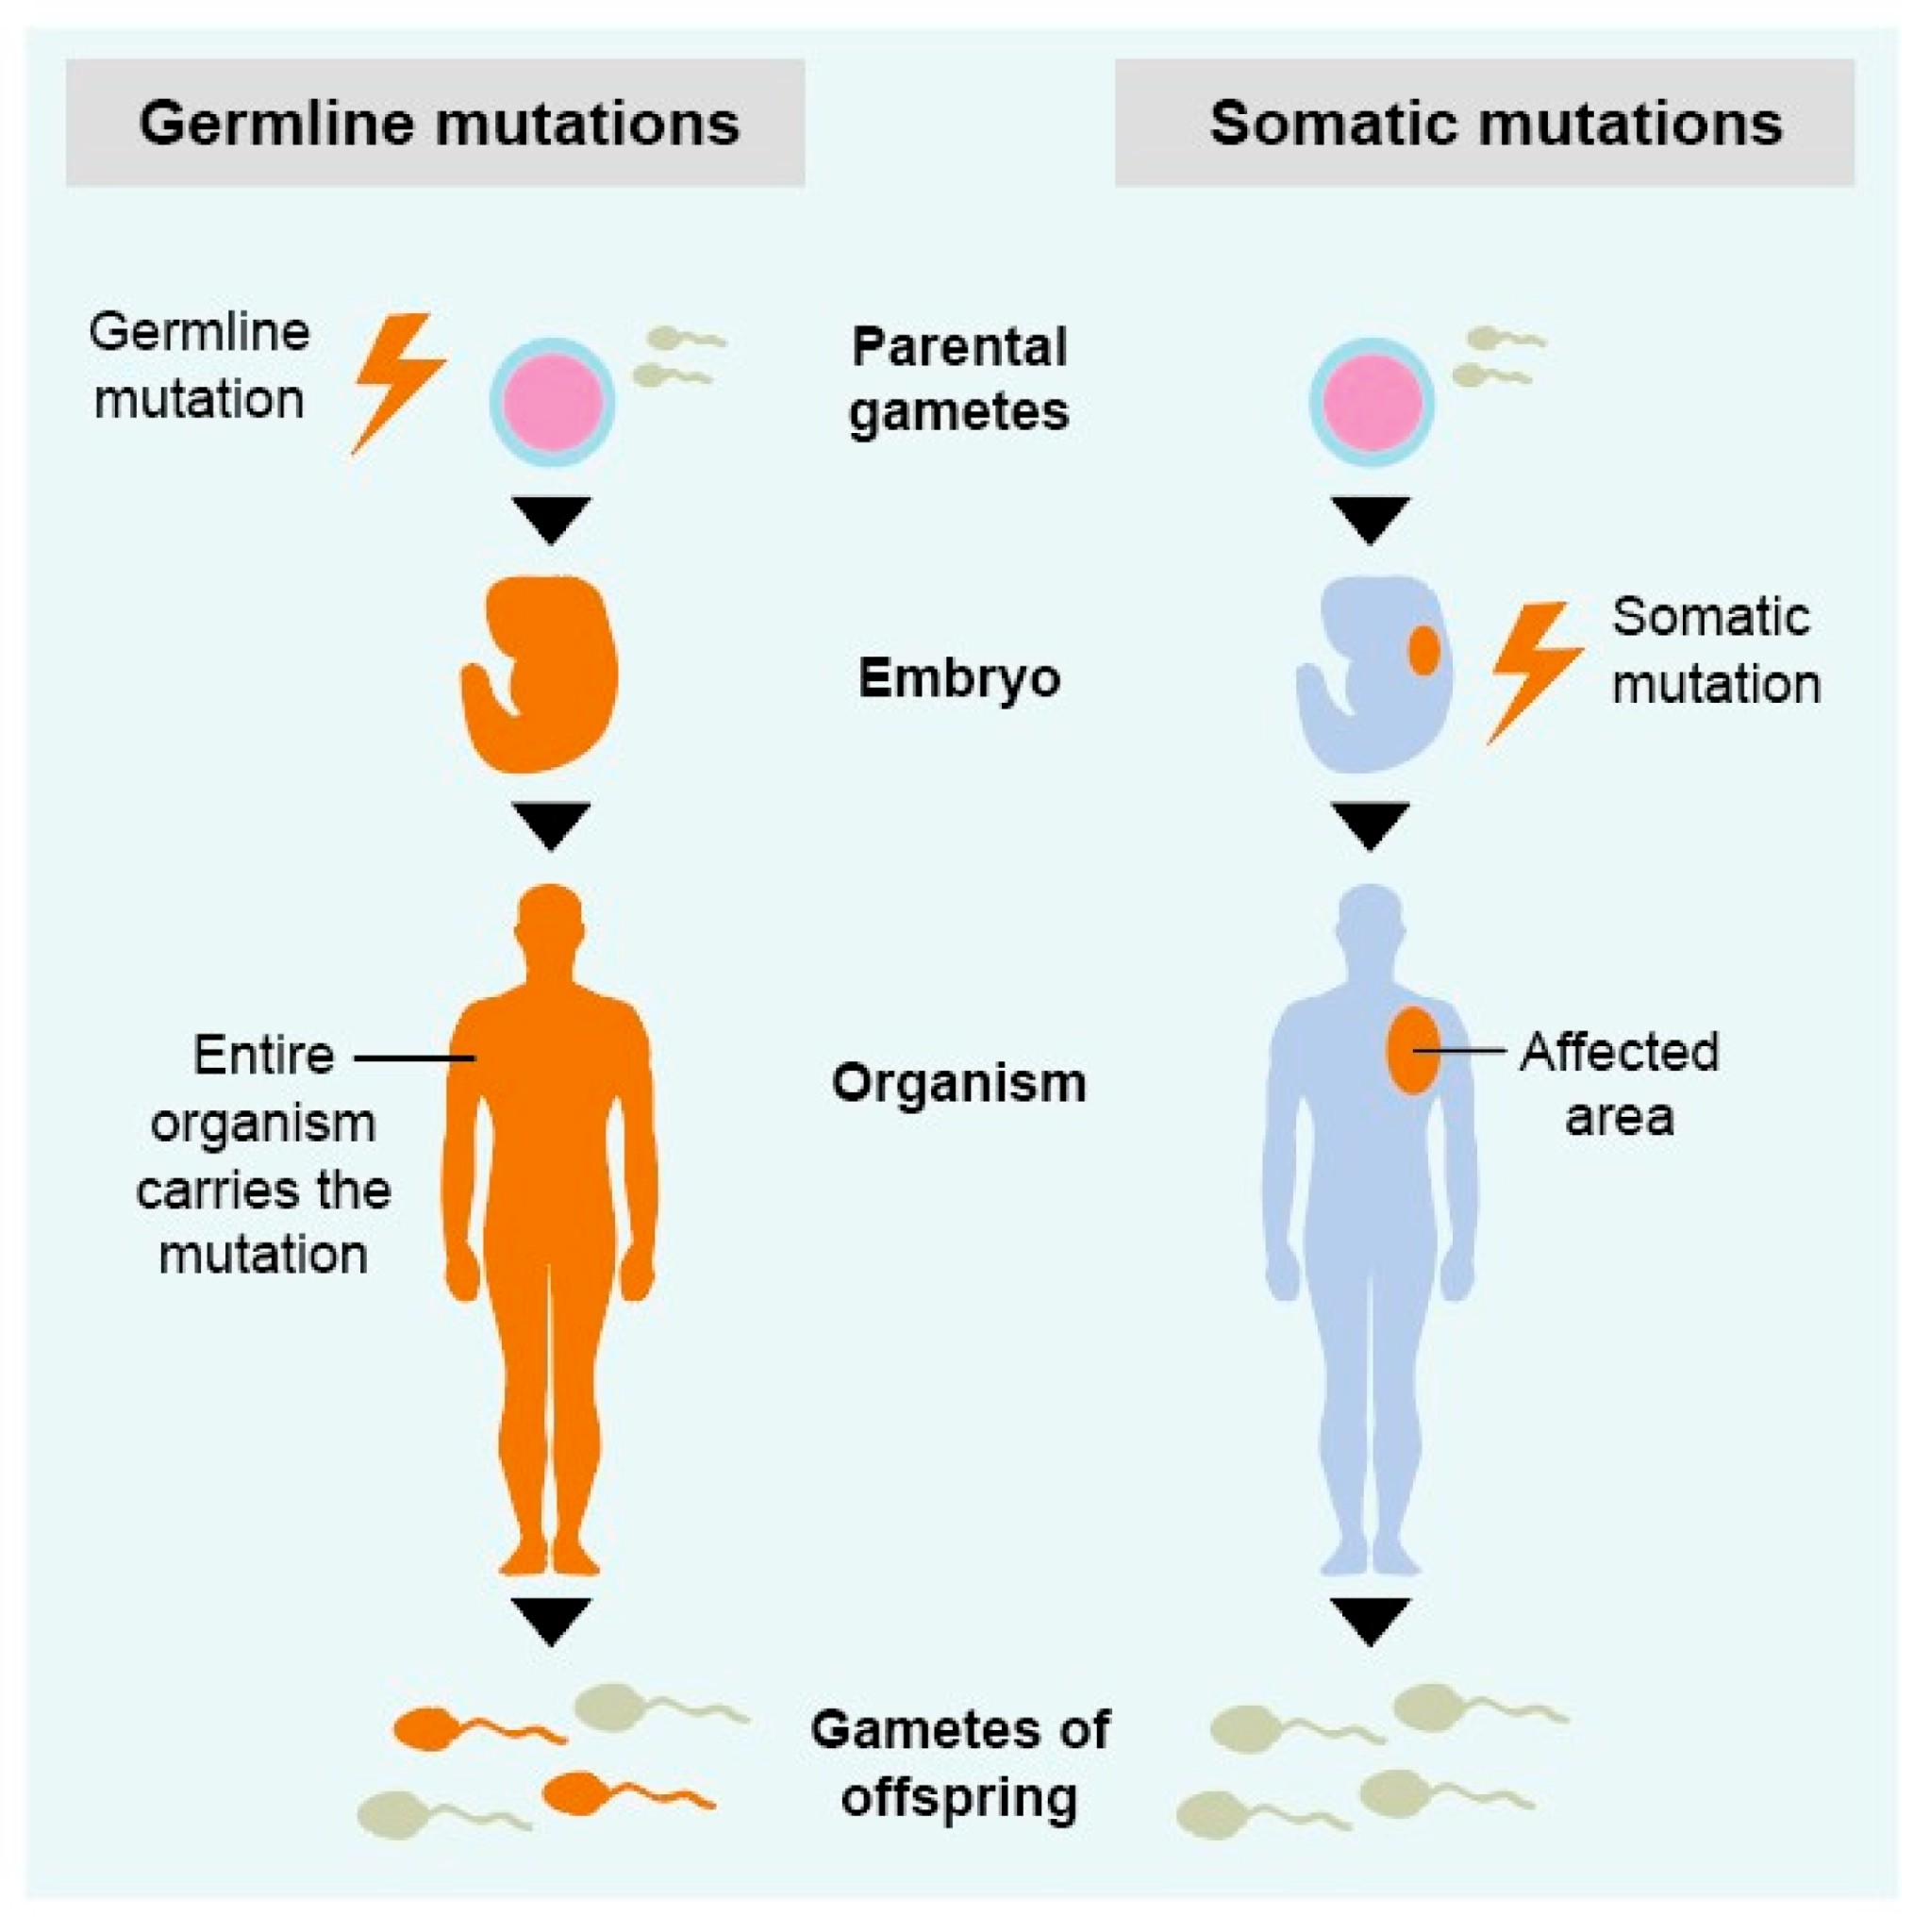 Germline mutations
Somatic mutations
Germline
mutation
Parental
gametes
Embryo
Somatic
mutation
Entire
organism
carries the
mutation
Organism
Affected
area
Gametes of
offspring